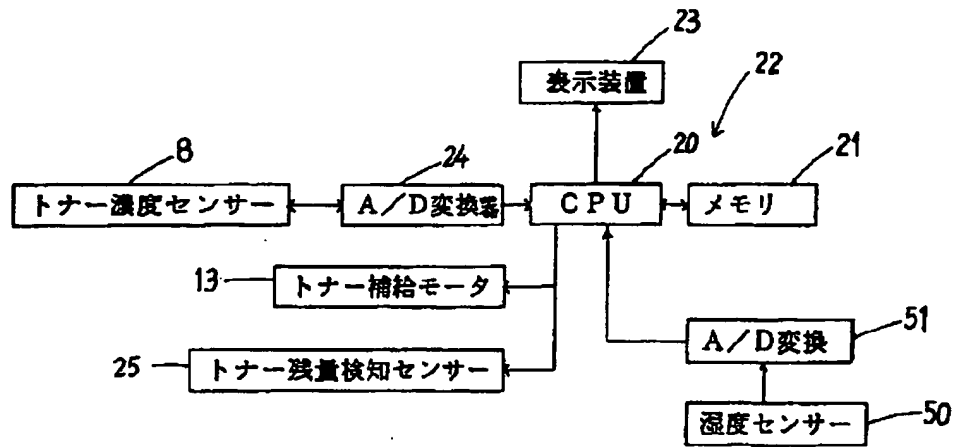 23
表示装置
22
8
24
20
21
トナー濃度センサー
A/D変換器
CPU
メモリ
13
トナー補給モータ
51
A/D変換
25
トナー残量検知センサー
湿度センサー
50